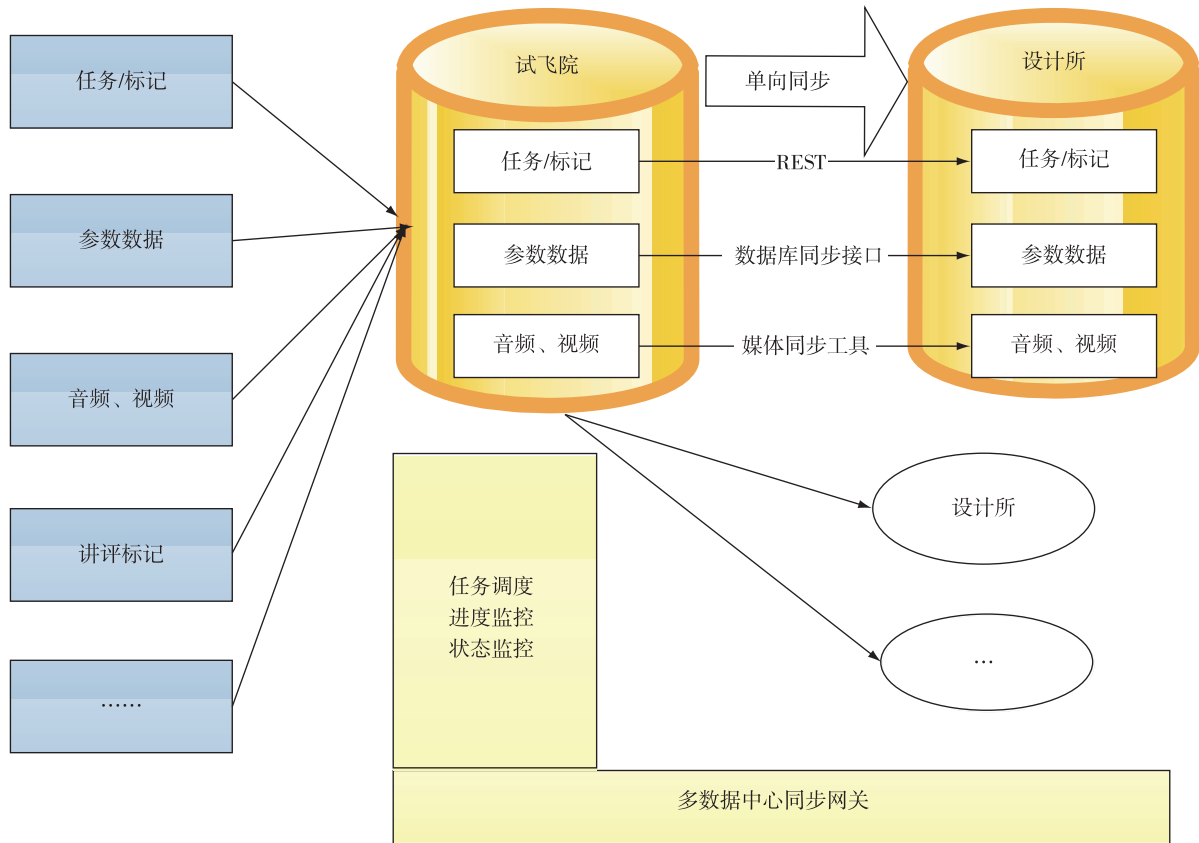 任务/标记
参数数据
音频、视频
讲评标记
……
试飞院
任务/标记
参数数据
音频、视频
单向同步
REST
数据库同步接口
媒体同步工具
设计所
任务/标记
参数数据
音频、视频
设计所
…
任务调度
进度监控
状态监控
多数据中心同步网关